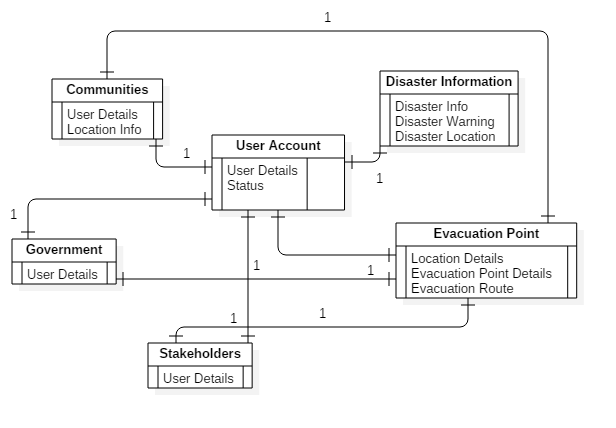 1
Communities
User Details
Location Info
Disaster Information
Disaster Info
Disaster Warning
Disaster Location
1
User Account
User Details
Status
1
1
Government
User Details
Evacuation Point
Location Details
Evacuation Point Details
Evacuation Route
1
1
1
1
Stakeholders
User Details